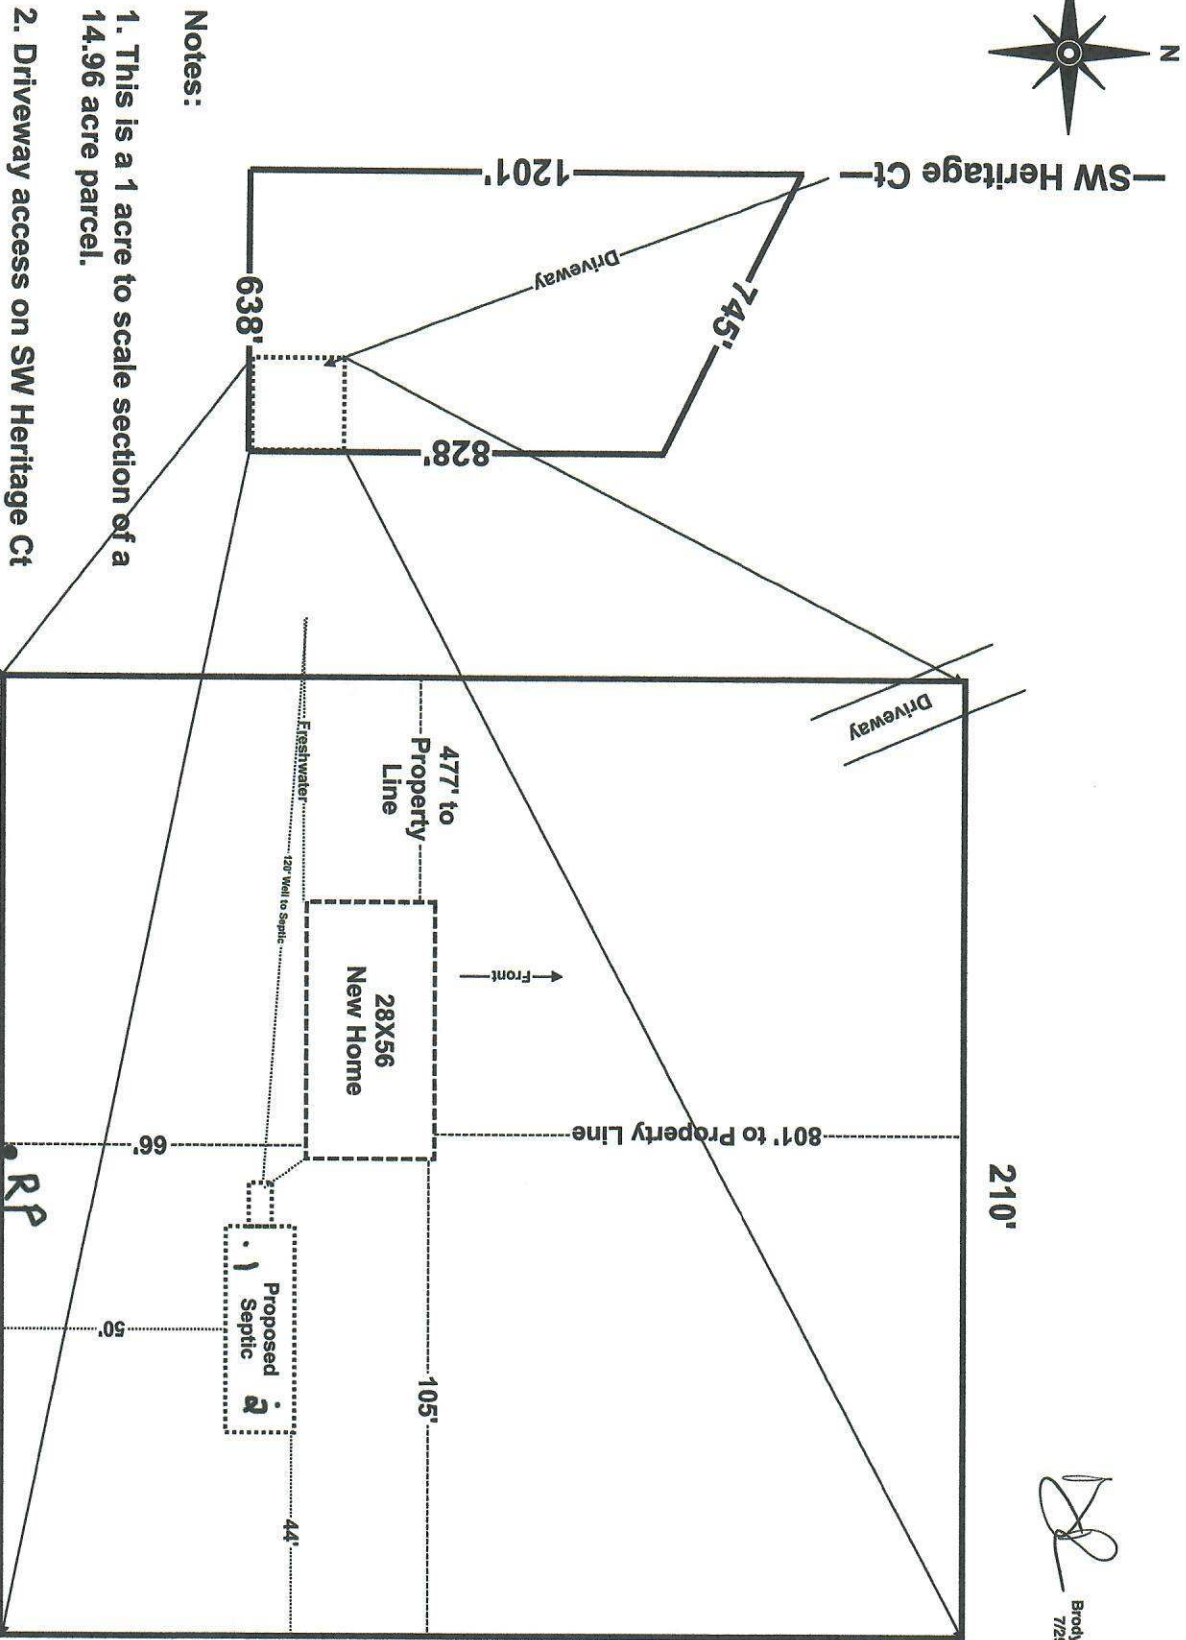 N
SW Heritage Ct
1201'
745'
638'
828'
Driveway
Notes:
1. This is a 1 acre to scale section of a
14.96 acre parcel.
2. Driveway access on SW Heritage Ct
Driveway
210'
477' to
Property
Line
Freshwater
120' Well to Septic
28X56
New Home
Front
801' to Property Line
66'
105'
.1
Proposed
Septic
2.
50'
44'
RP
Brody